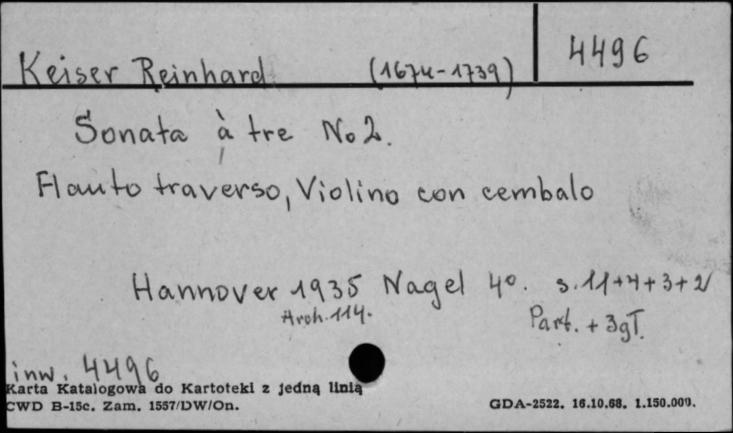 4496
Keiser Reinhard (1674-1739)
Sonata à tre No 2.
Flauto traverso, Violino con cembalo
Hannover 1935 Nagel 4º. s. 11+4+3+2
Arch. 114. Part. + 3gT.
inw. 4496
Karta Katalogowa do Kartoteki z jedną linią
CWD B-15c. Zam. 1557/DW/On. GDA-2522. 16.10.68. 1.150.000.